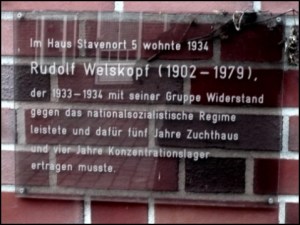 Im Haus Stavenort 5 wohnte 1934
Rudolf Weiskopf (1902-1979),
der 1933-1934 mit seiner Gruppe Widerstand
gegen das nationalsozialistische Regime
leistete und dafür fünf Jahre Zuchthaus
und vier Jahre Konzentrationslager
ertragen musste.